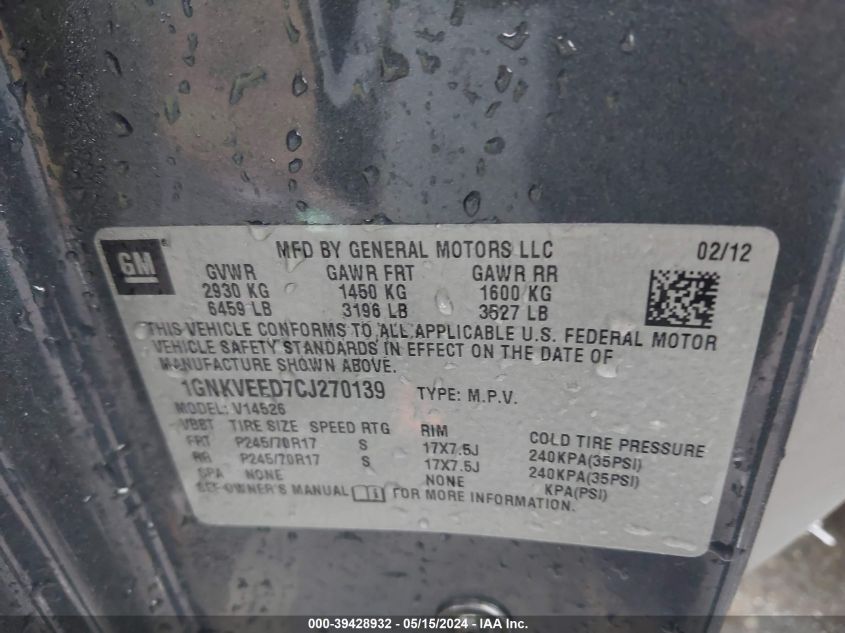 GM®
MFD BY GENERAL MOTORS LLC 02/12
GVWR GAWR FRT GAWR RR
2930 KG 1450 KG 1600 KG
6459 LB 3196 LB 3527 LB
THIS VEHICLE CONFORMS TO ALL APPLICABLE U.S. FEDERAL MOTOR
VEHICLE SAFETY STANDARDS IN EFFECT ON THE DATE OF
MANUFACTURE SHOWN ABOVE.
1GNKVEED7CJ270139 TYPE: M.P.V.
MODEL: V14526
VBBT TIRE SIZE SPEED RTG RIM COLD TIRE PRESSURE
FRT P245/70R17 S 17X7.5J 240KPA(35PSI)
RR P245/70R17 S 17X7.5J 240KPA(35PSI)
SPA NONE NONE KPA(PSI)
SEE OWNER'S MANUAL FOR MORE INFORMATION.
000-39428932 - 05/15/2024 - IAA Inc.